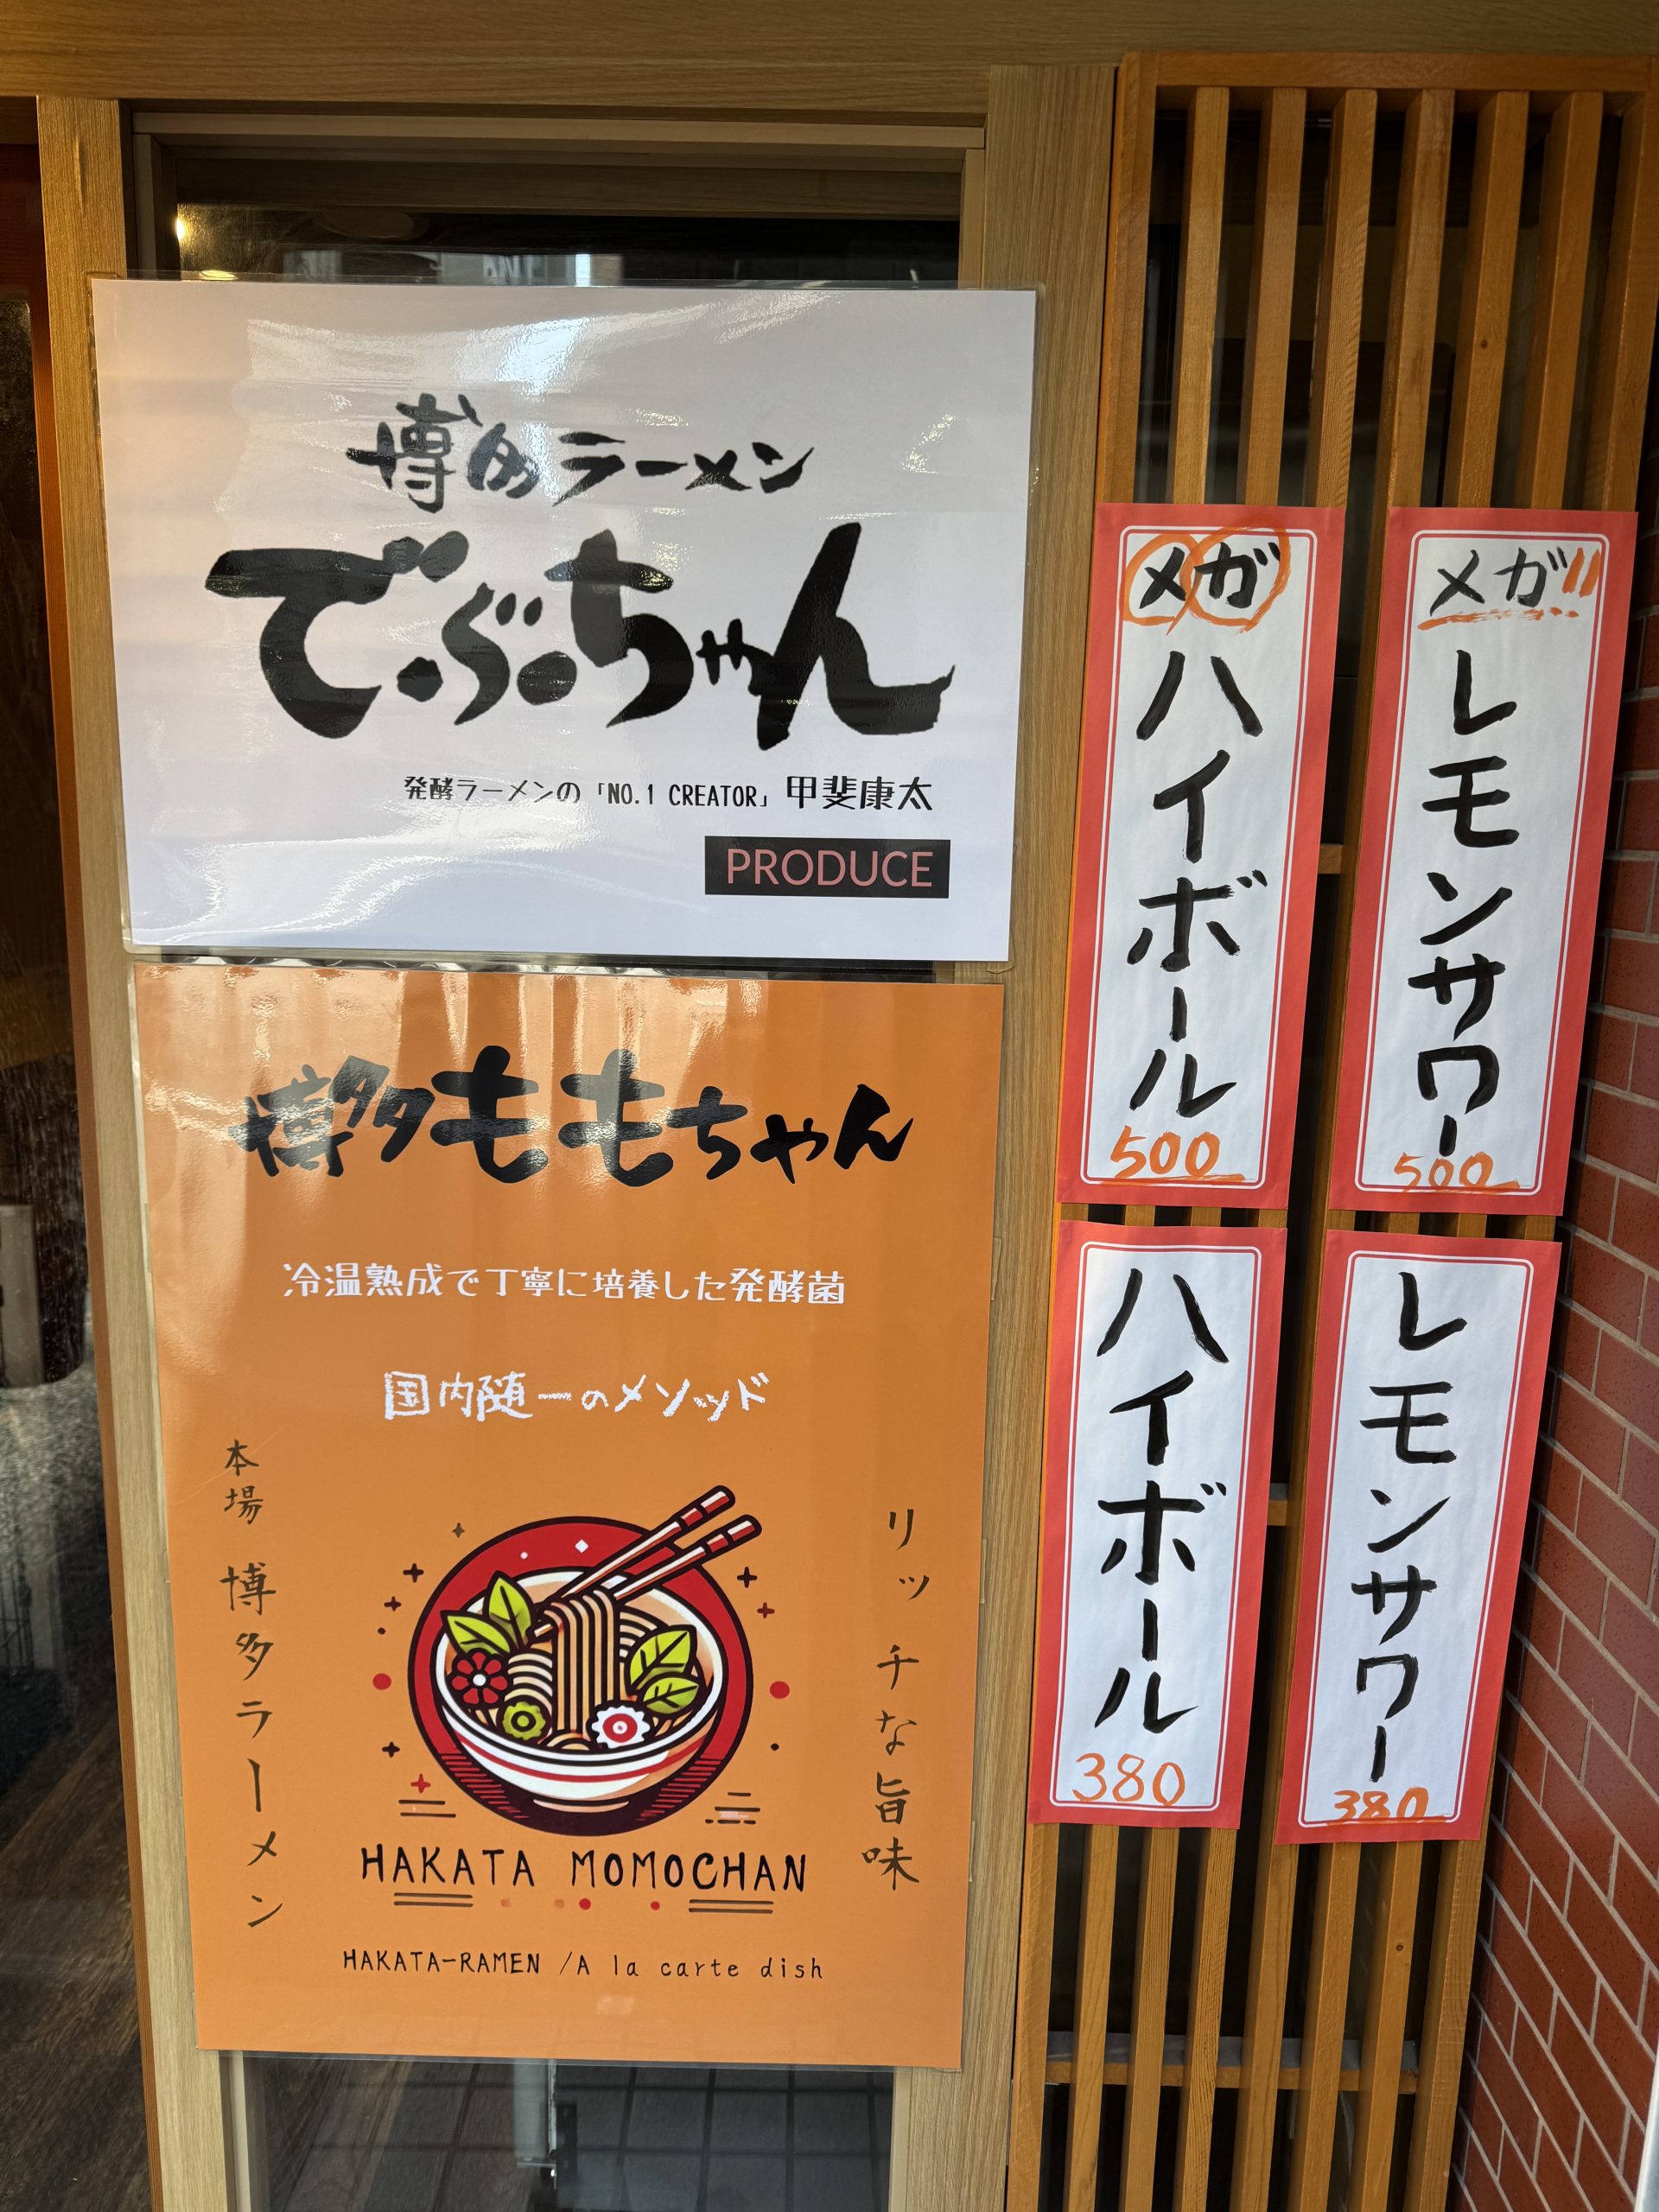 博多ラーメン
でぶちゃん
発酵ラーメンの「NO.1 CREATOR」甲斐康太
PRODUCE
博多ももちゃん
冷温熟成で丁寧に培養した発酵菌
国内随一のメソッド
本場 博多ラーメン
リッチな旨味
HAKATA MOMOCHAN
HAKATA-RAMEN /A la carte dish
メガ
ハイボール
500
メガ!!
レモンサワー
500
ハイボール
380
レモンサワー
380